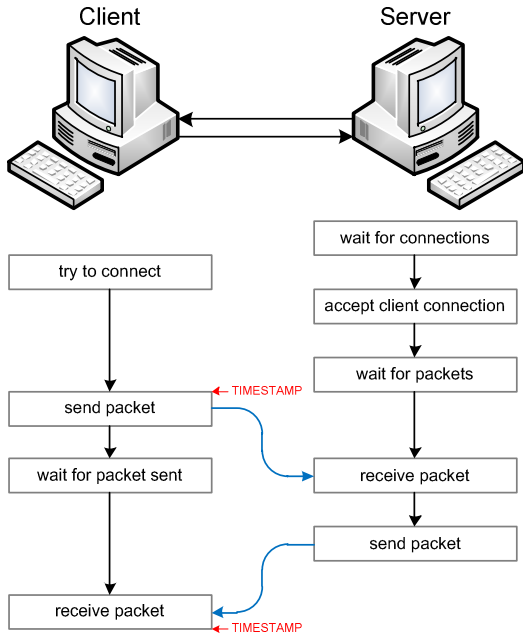 Client
Server
wait for connections
try to connect
accept client connection
wait for packets
TIMESTAMP
send packet
wait for packet sent
receive packet
send packet
receive packet
TIMESTAMP